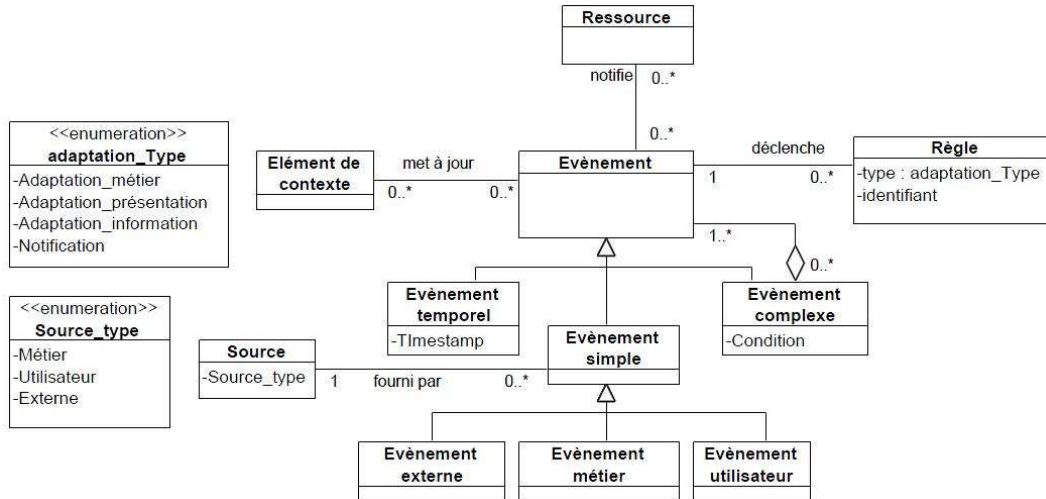 Ressource
notifie
0..*
0..*
<<enumeration>>
adaptation_Type
-Adaptation_métier
-Adaptation_présentation
-Adaptation_information
-Notification
Elément de
contexte
met à jour
0..*
0..*
Evènement
déclenche
1
0..*
Règle
-type : adaptation_Type
-identifiant
1..*
0..*
<<enumeration>>
Source_type
-Métier
-Utilisateur
-Externe
Evènement
temporel
-TImestamp
Evènement
complexe
-Condition
Source
-Source_type
1
fourni par
0..*
Evènement
simple
Evènement
externe
Evènement
métier
Evènement
utilisateur